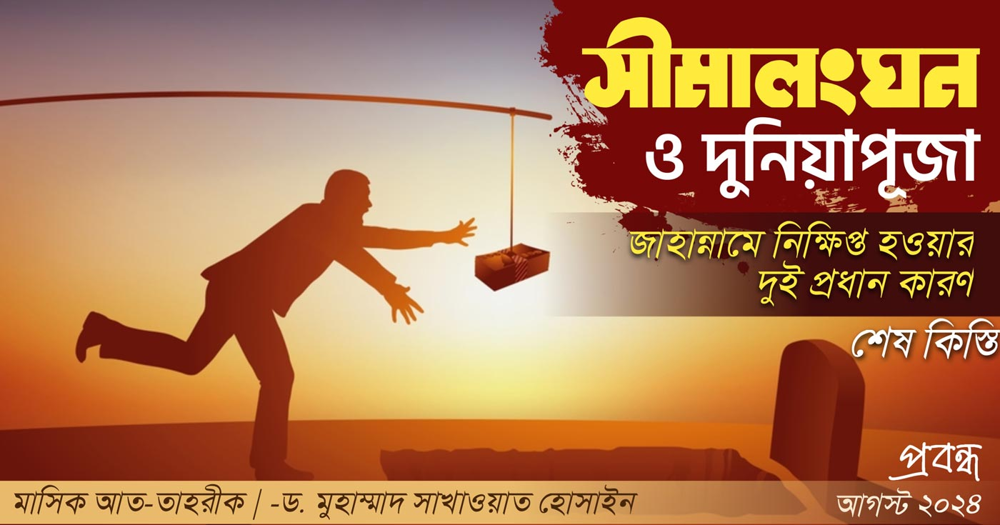 সীমালংঘন
ও দুনিয়াপূজা
জাহান্নামে নিক্ষিপ্ত হওয়ার
দুই প্রধান কারণ
শেষ কিস্তি
প্রবন্ধ
মাসিক আত-তাহরীক | -ড. মুহাম্মাদ সাখাওয়াত হোসাইন
আগস্ট ২০২৪